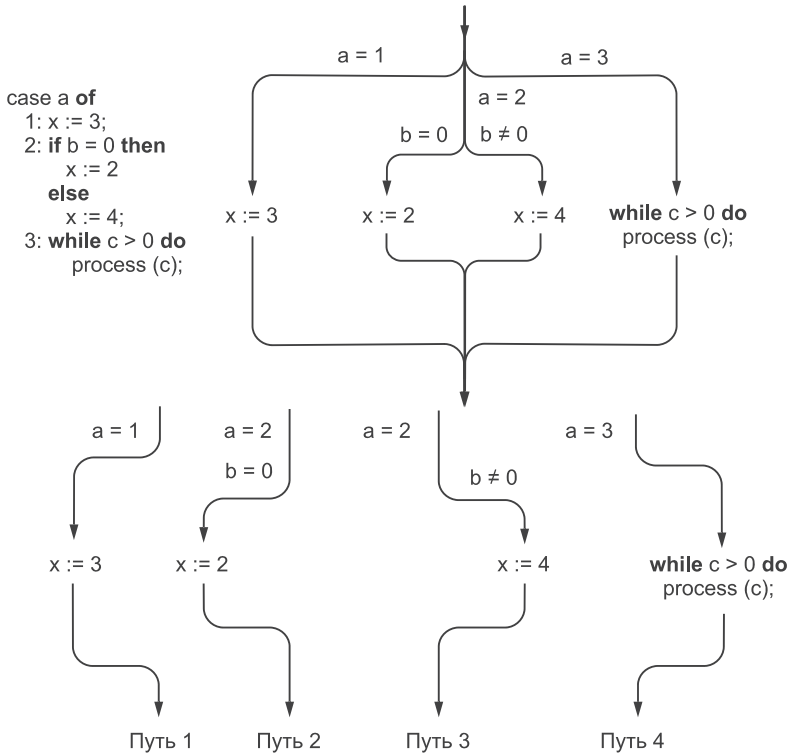 case a of
1: x := 3;
2: if b = 0 then
x := 2
else
x := 4;
3: while c > 0 do
process (c);
a = 1
a = 3
a = 2
b = 0
b ≠ 0
x := 3
x := 2
x := 4
while c > 0 do
process (c);
a = 1
a = 2
a = 2
a = 3
b = 0
b ≠ 0
x := 3
x := 2
x := 4
while c > 0 do
process (c);
Путь 1
Путь 2
Путь 3
Путь 4